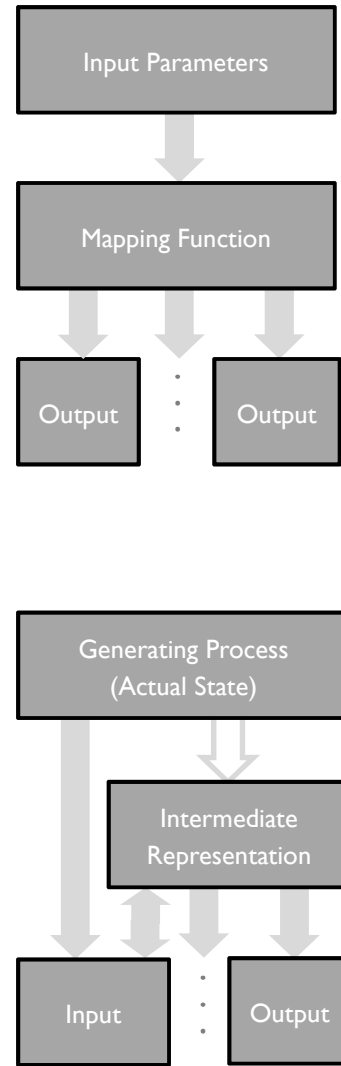 Input Parameters
Mapping Function
Output
Output
Generating Process
(Actual State)
Intermediate
Representation
Input
Output